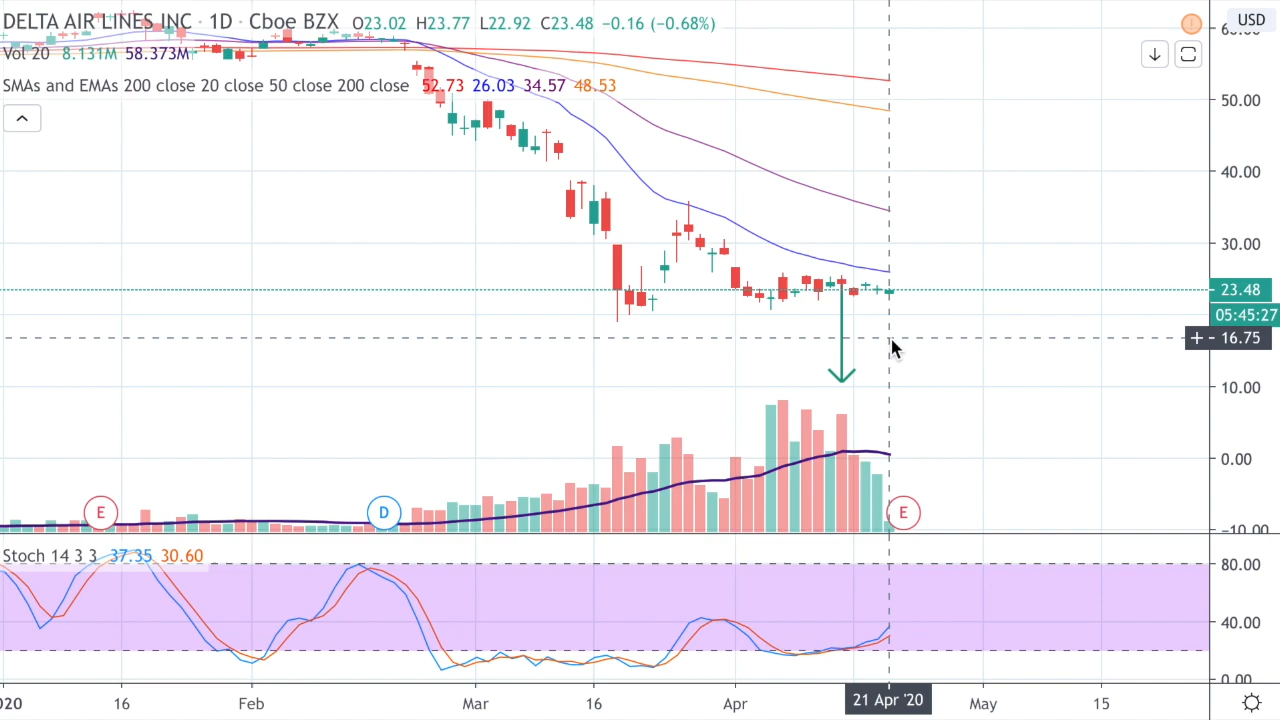 DELTA AIR LINES INC · 1D · Cboe BZX O23.02 H23.77 L22.92 C23.48 −0.16 (−0.68%)
USD
Vol 20 8.131M 58.373M
SMAs and EMAs 200 close 20 close 50 close 200 close 52.73 26.03 34.57 48.53
50.00
40.00
30.00
23.48
05:45:27
16.75
10.00
0.00
E
D
E
−10.00
Stoch 14 3 3 37.35 30.60
80.00
40.00
0.00
16
Feb
Mar
16
Apr
21 Apr '20
May
15